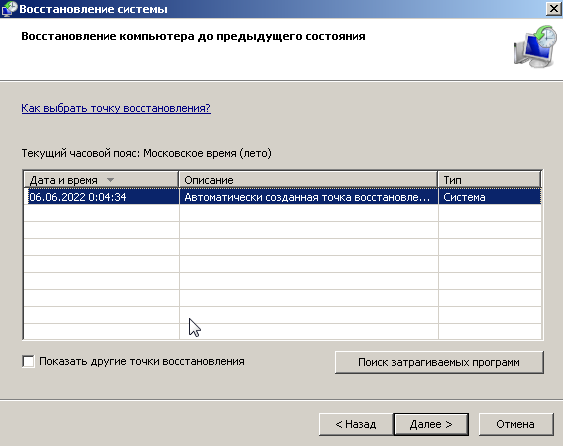 Восстановление системы
Восстановление компьютера до предыдущего состояния
Как выбрать точку восстановления?
Текущий часовой пояс: Московское время (лето)
Дата и время Описание Тип
06.06.2022 0:04:34 Автоматически созданная точка восстановле... Система
Показать другие точки восстановления
Поиск затрагиваемых программ
< Назад Далее > Отмена